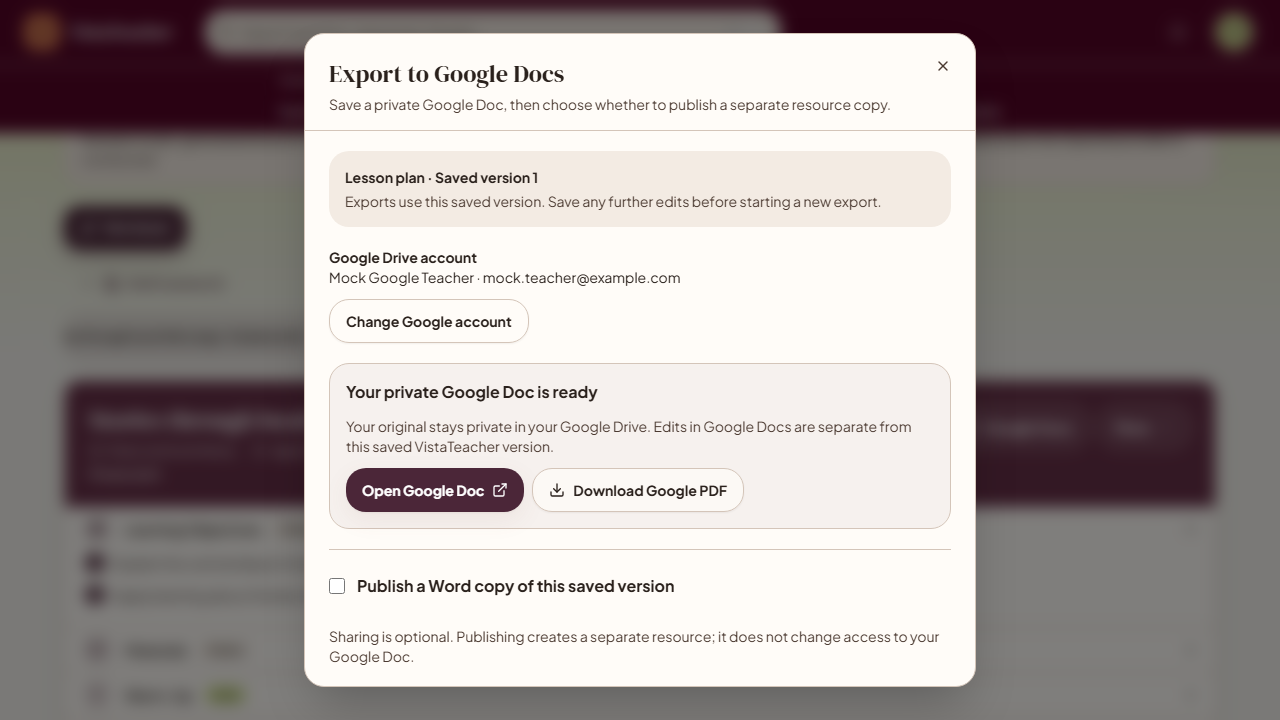 Export to Google Docs
Save a private Google Doc, then choose whether to publish a separate resource copy.
Lesson plan · Saved version 1
Exports use this saved version. Save any further edits before starting a new export.
Google Drive account
Mock Google Teacher · mock.teacher@example.com
Change Google account
Your private Google Doc is ready
Your original stays private in your Google Drive. Edits in Google Docs are separate from
this saved VistaTeacher version.
Open Google Doc
Download Google PDF
Publish a Word copy of this saved version
Sharing is optional. Publishing creates a separate resource; it does not change access to your
Google Doc.